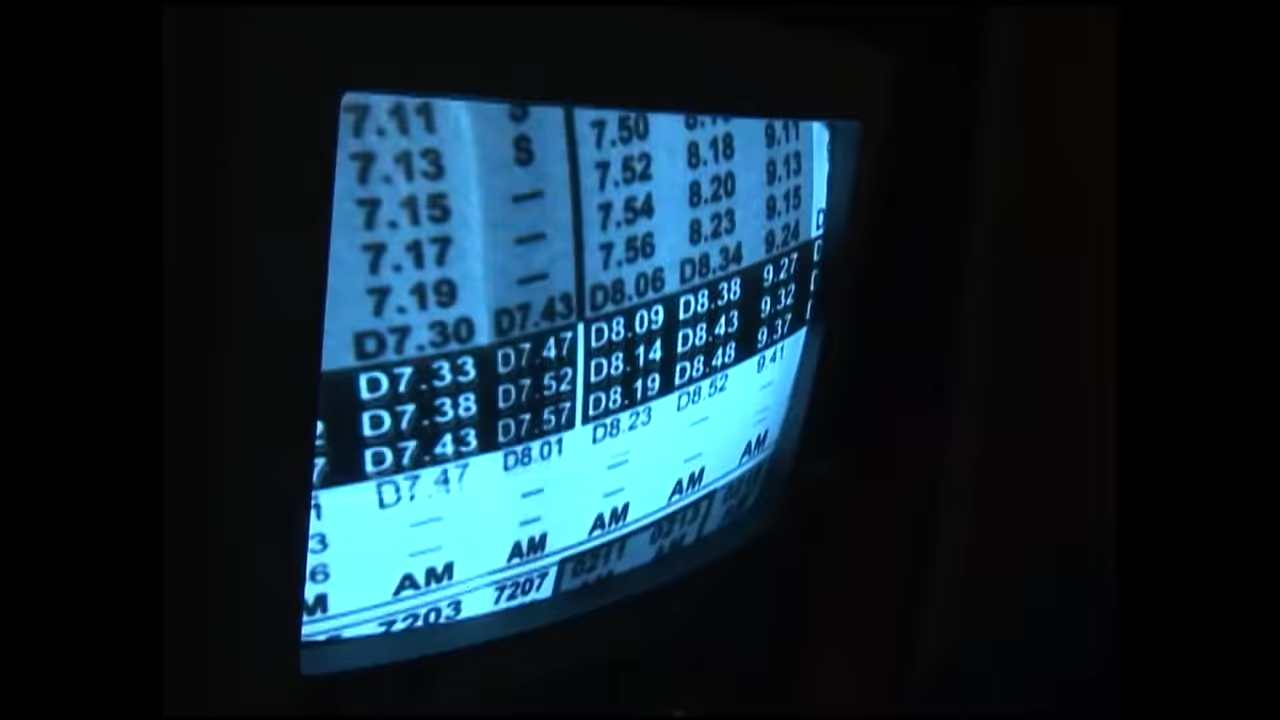 7.11 S 7.50 9.11
7.13 S 7.52 8.18 9.13
7.15 — 7.54 8.20 9.15
7.17 — 7.56 8.23 9.24
7.19 — D8.06 D8.34 9.27
D7.30 D7.43 D8.09 D8.38 9.32
D7.33 D7.47 D8.14 D8.43 9.37
D7.38 D7.52 D8.19 D8.48 9.41
D7.43 D7.57 D8.23 D8.52 —
D7.47 D8.01 — — —
— — — —
— —
AM AM AM AM AM
7203 7207 0211 0213